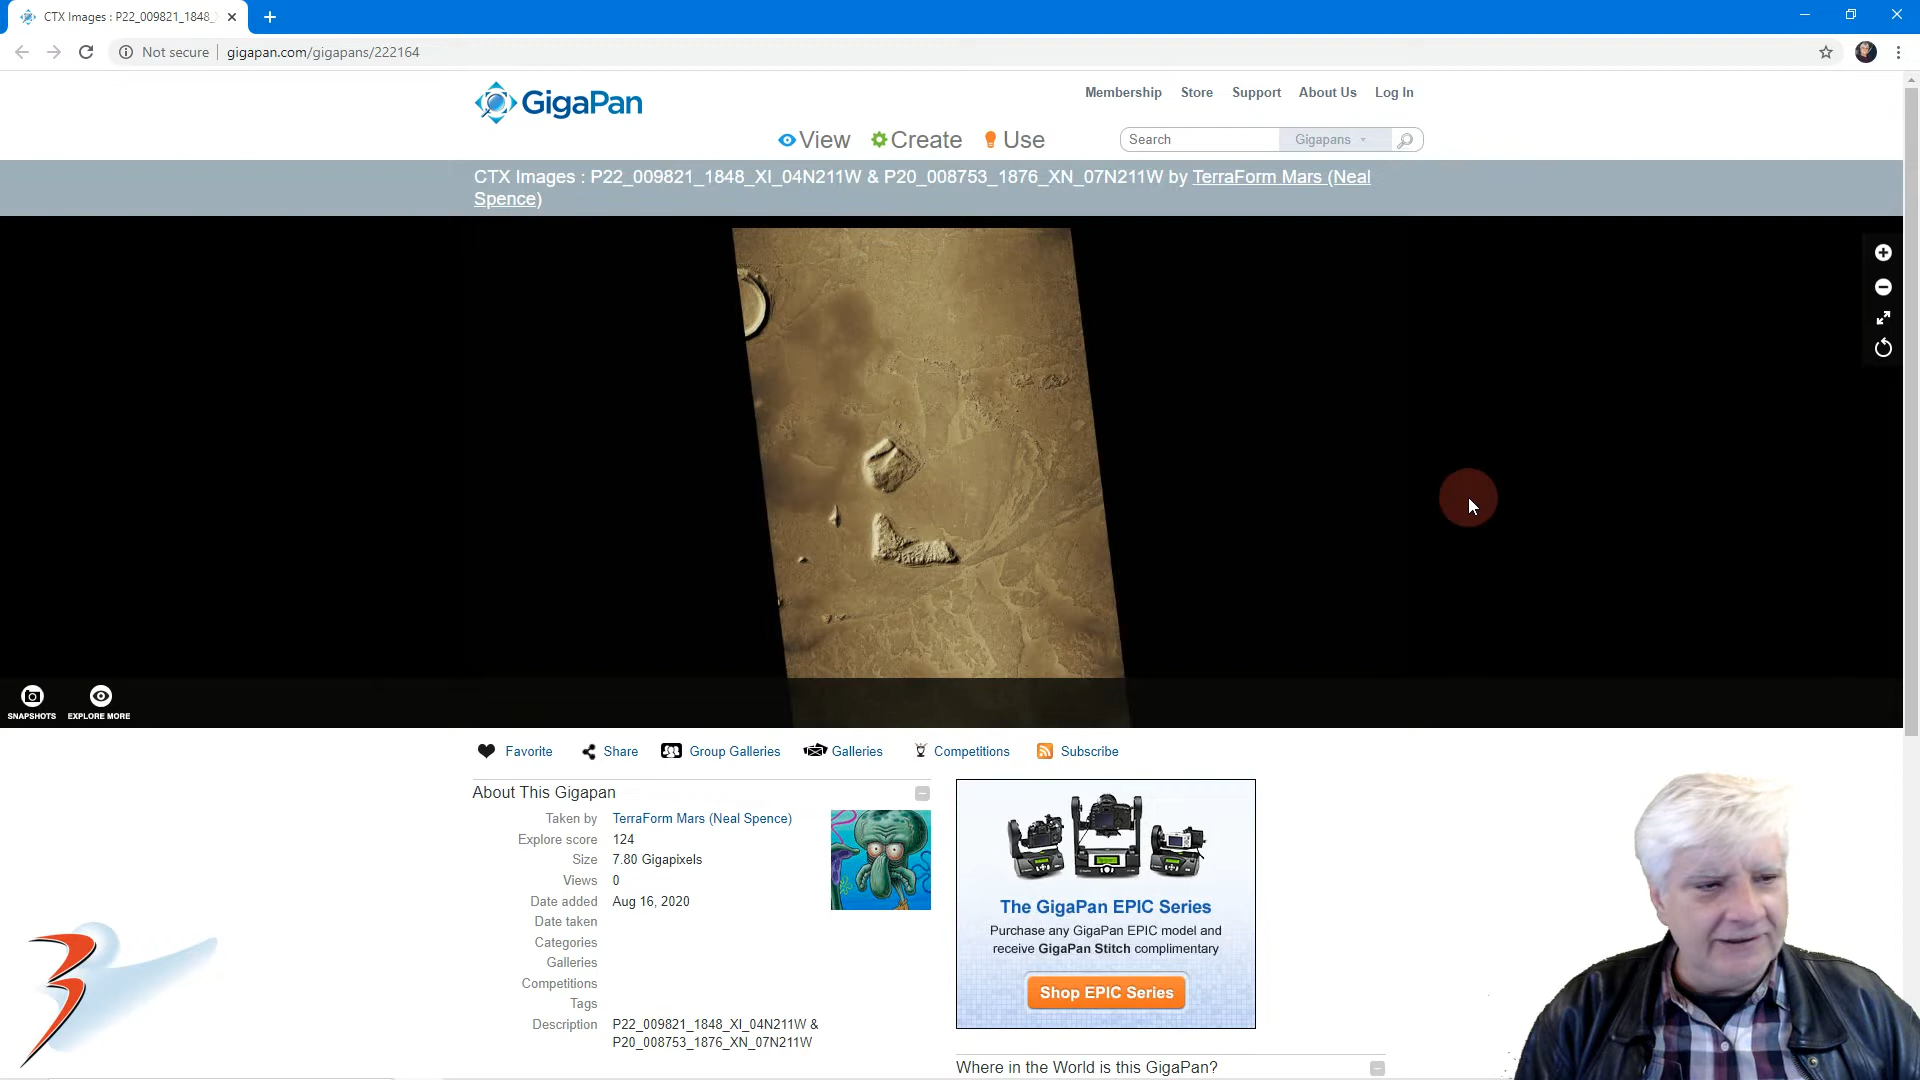 CTX Images : P22_009821_1848_
Not secure
gigapan.com/gigapans/222164
GigaPan
Membership Store Support About Us Log In
View Create Use
Search Gigapans
CTX Images : P22_009821_1848_XI_04N211W & P20_008753_1876_XN_07N211W by TerraForm Mars (Neal
Spence)
SNAPSHOTS EXPLORE MORE
Favorite Share Group Galleries Galleries Competitions Subscribe
About This Gigapan
Taken by TerraForm Mars (Neal Spence)
Explore score 124
Size 7.80 Gigapixels
Views 0
Date added Aug 16, 2020
Date taken
Categories
Galleries
Competitions
Tags
Description P22_009821_1848_XI_04N211W &
P20_008753_1876_XN_07N211W
The GigaPan EPIC Series
Purchase any GigaPan EPIC model and
receive GigaPan Stitch complimentary
Shop EPIC Series
Where in the World is this GigaPan?